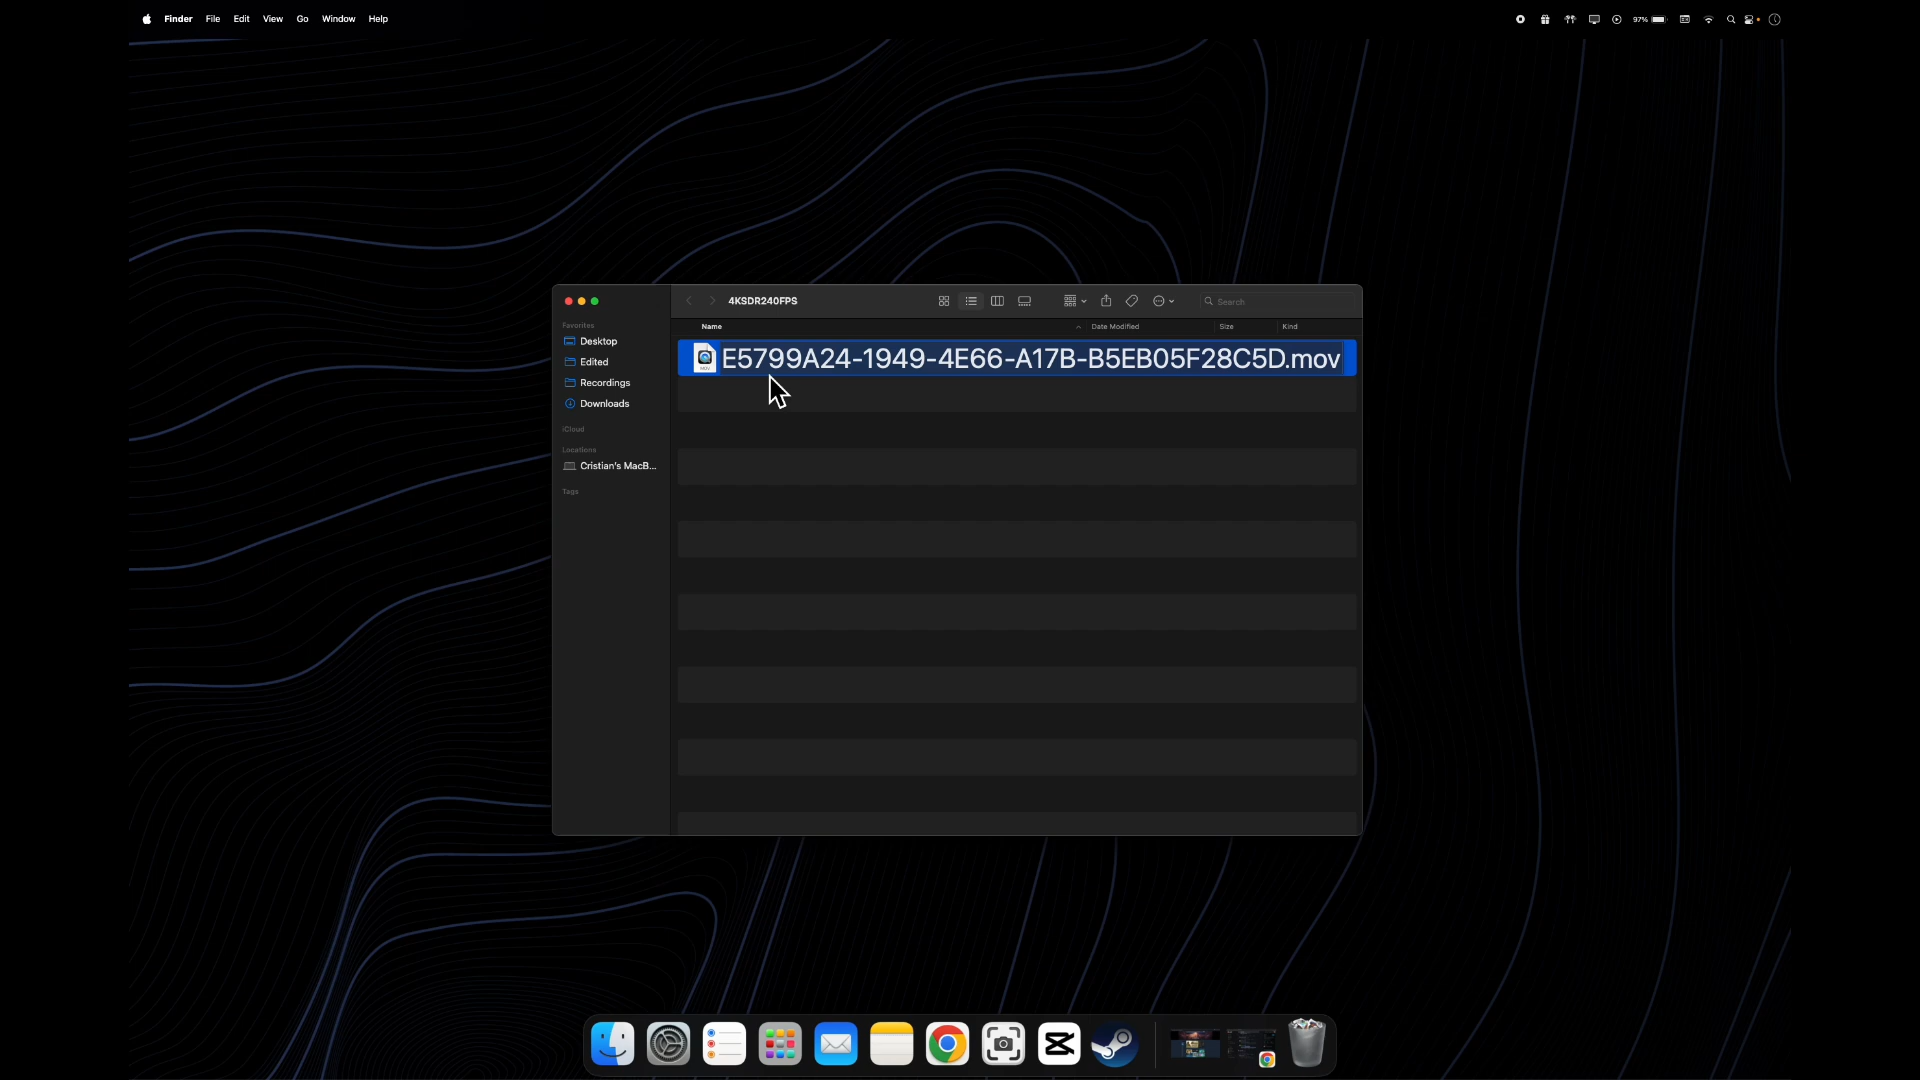 Finder File Edit View Go Window Help
97%
4KSDR240FPS
Search
Favorites
Desktop
Edited
Recordings
Downloads
iCloud
Locations
Cristian's MacB...
Tags
Name Date Modified Size Kind
MOV E5799A24-1949-4E66-A17B-B5EB05F28C5D.mov